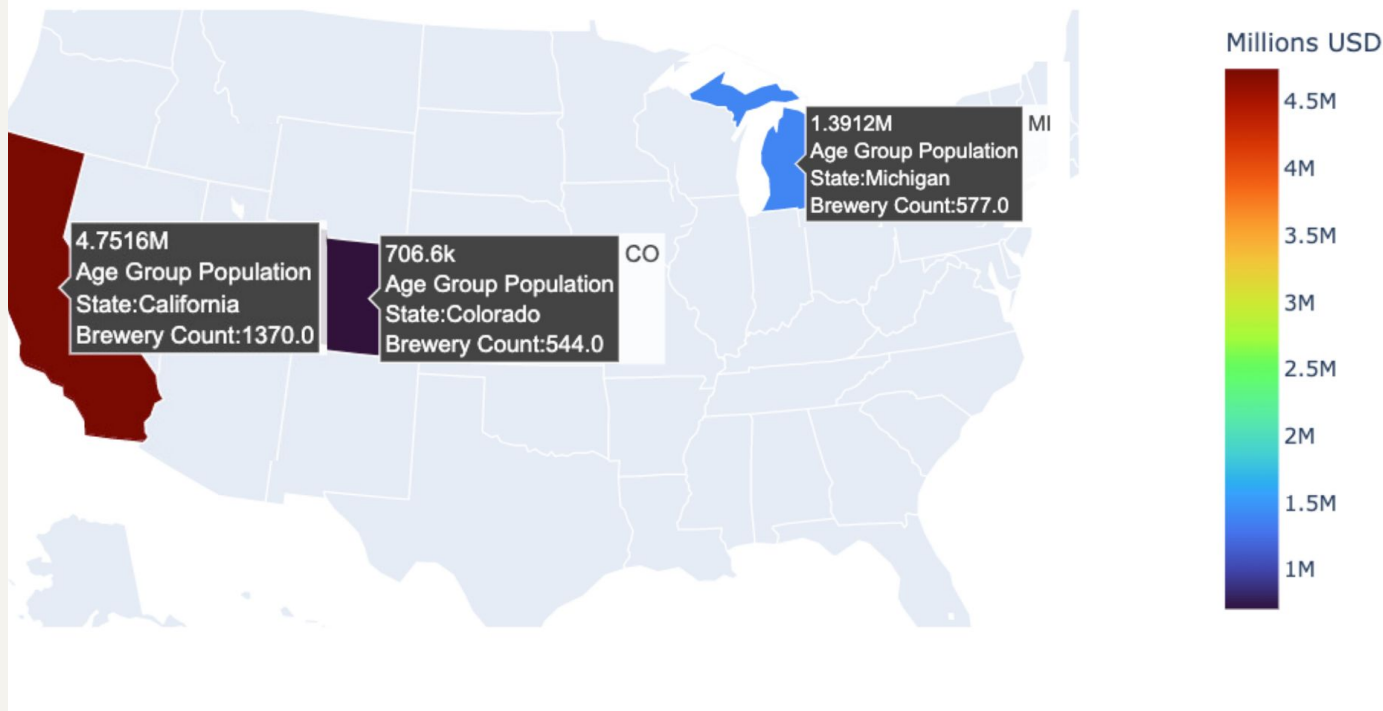 Millions USD
4.5M
4M
3.5M
3M
2.5M
2M
1.5M
1M
1.3912M
Age Group Population
State:Michigan
Brewery Count:577.0
MI
4.7516M
Age Group Population
State:California
Brewery Count:1370.0
706.6k
Age Group Population
State:Colorado
Brewery Count:544.0
CO